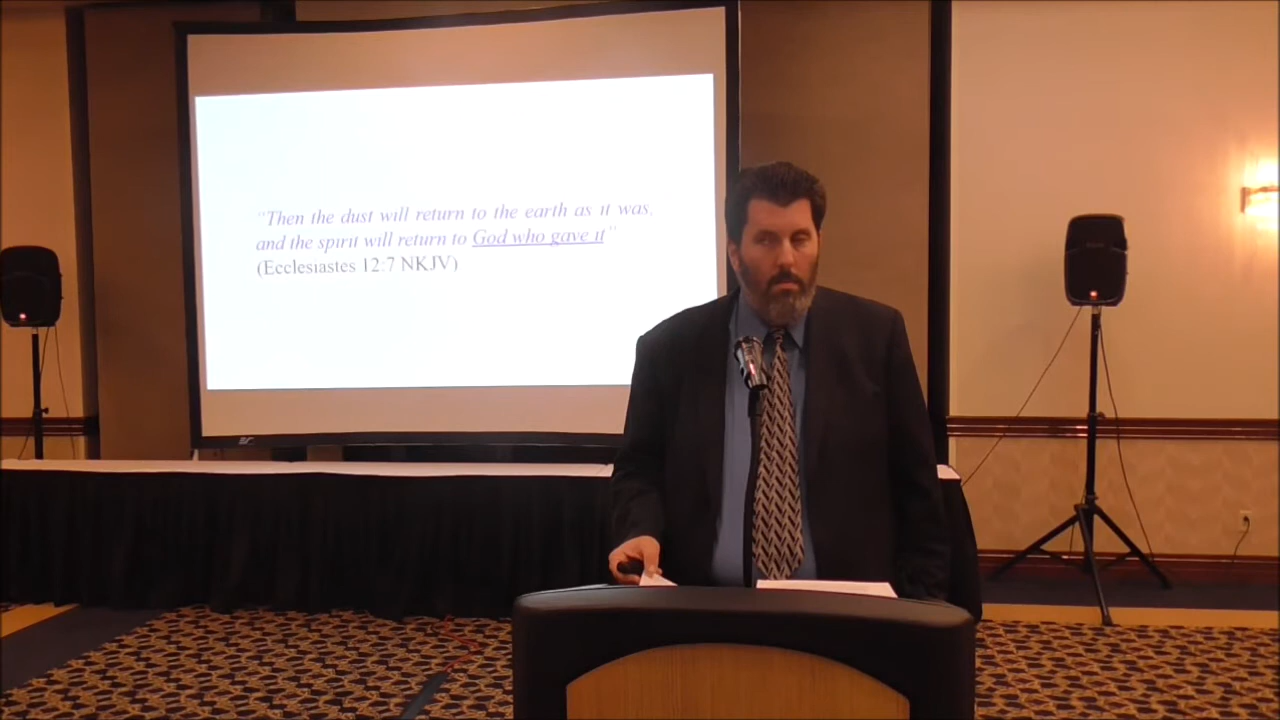 “Then the dust will return to the earth as it was,
and the spirit will return to God who gave it”
(Ecclesiastes 12:7 NKJV)